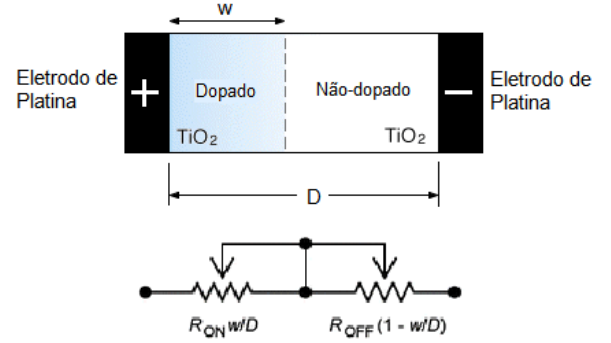 w
Eletrodo de
Platina
+
Dopado
TiO₂
Não-dopado
TiO₂
−
Eletrodo de
Platina
D
R_ON w/D
R_OFF (1 - w/D)